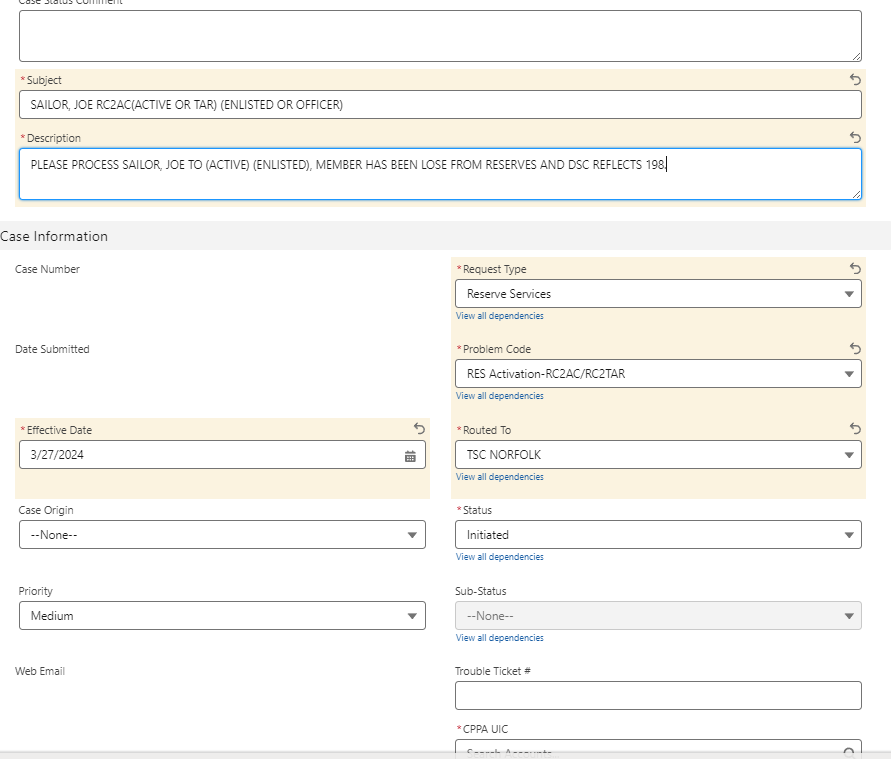 Case Status Comment
* Subject
SAILOR, JOE RC2AC(ACTIVE OR TAR) (ENLISTED OR OFFICER)
* Description
PLEASE PROCESS SAILOR, JOE TO (ACTIVE) (ENLISTED), MEMBER HAS BEEN LOSE FROM RESERVES AND DSC REFLECTS 198.
Case Information
Case Number
* Request Type
Reserve Services
View all dependencies
Date Submitted
* Problem Code
RES Activation-RC2AC/RC2TAR
View all dependencies
* Effective Date
3/27/2024
* Routed To
TSC NORFOLK
View all dependencies
Case Origin
--None--
* Status
Initiated
View all dependencies
Priority
Medium
Sub-Status
--None--
View all dependencies
Web Email
Trouble Ticket #
* CPPA UIC
Search Accounts...